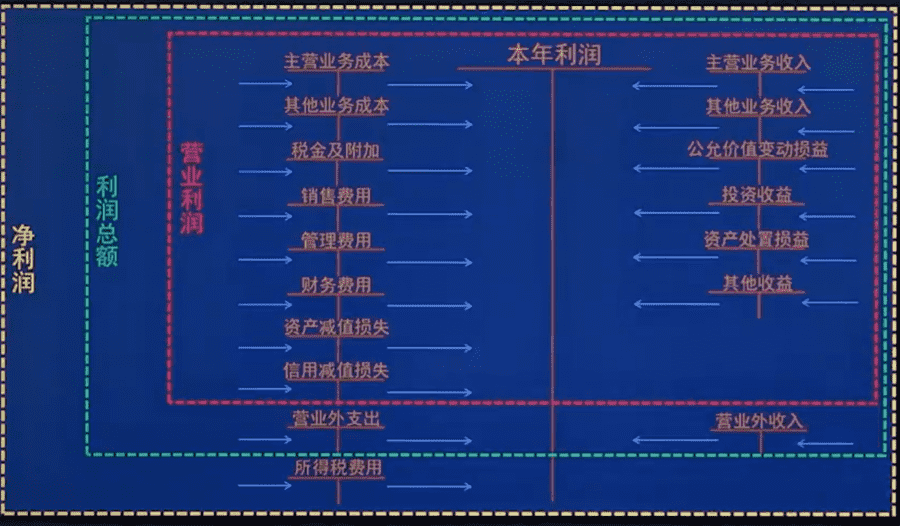 本年利润
主营业务成本
主营业务收入
其他业务成本
其他业务收入
税金及附加
公允价值变动损益
营业利润
销售费用
投资收益
利润总额
管理费用
资产处置损益
净利润
财务费用
其他收益
资产减值损失
信用减值损失
营业外支出
营业外收入
所得税费用